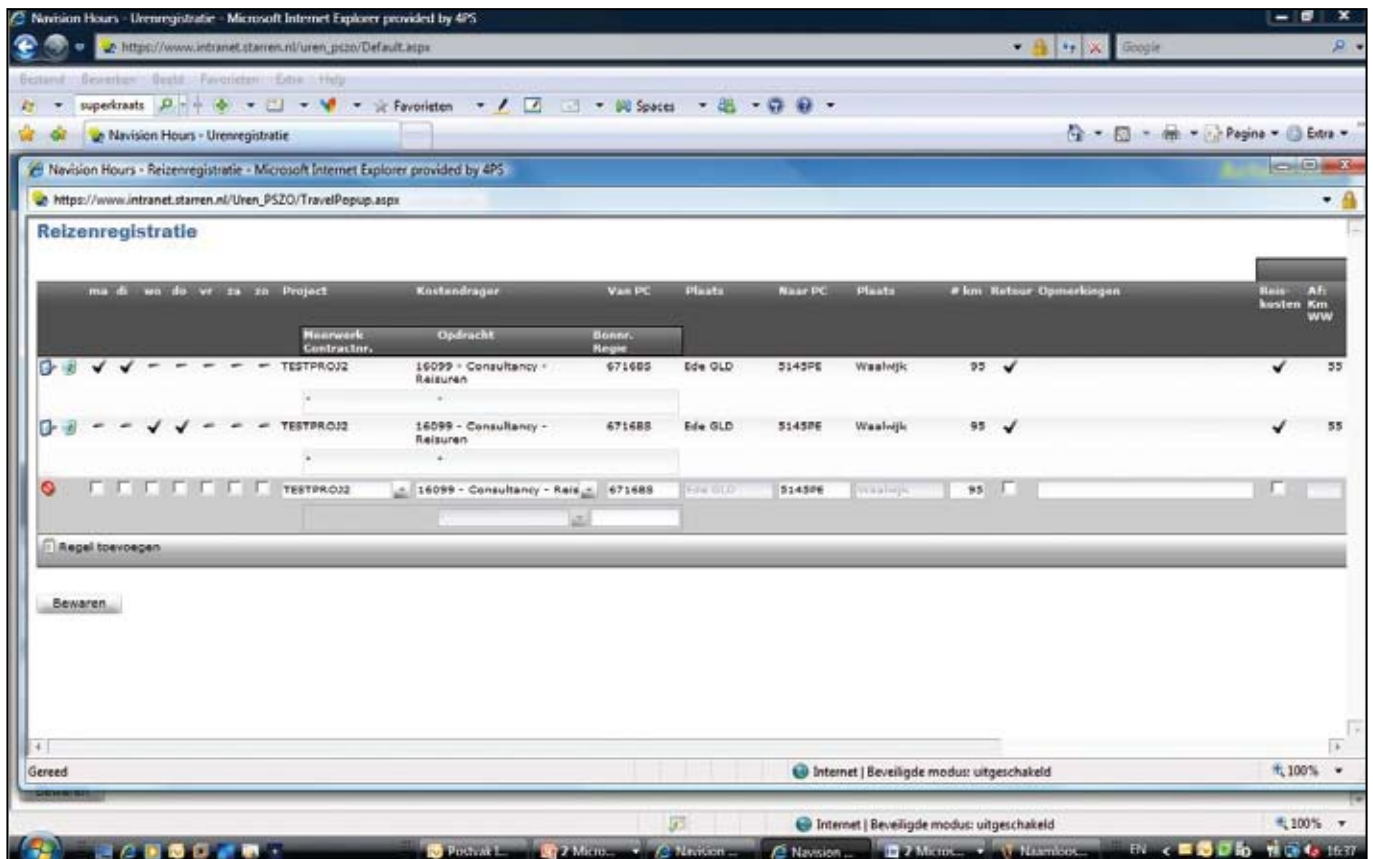 Navision Hours - Urenregistratie - Microsoft Internet Explorer provided by 4PS
https://www.intranet.starren.nl/uren_pszo/Default.aspx
Google
Bestand Bewerken Beeld Favorieten Extra Help
superkraats Favorieten Spaces
Navision Hours - Urenregistratie Pagina Extra
Navision Hours - Reizenregistratie - Microsoft Internet Explorer provided by 4PS
https://www.intranet.starren.nl/Uren_PSZO/TravelPopup.aspx
Reizenregistratie
ma di wo do vr za zo Project Kostendrager Van PC Plaats Naar PC Plaats # km Retour Opmerkingen Reis- kosten Af: Km WW
Meerwerk Contractnr. Opdracht Bonnr. Regie
TESTPROJ2 16099 - Consultancy - Reisuren 6716BS Ede GLD 5145PE Waalwijk 95 55
TESTPROJ2 16099 - Consultancy - Reisuren 6716BS Ede GLD 5145PE Waalwijk 95 55
TESTPROJ2 16099 - Consultancy - Reis 6716BS Ede GLD 5145PE Waalwijk 95
Regel toevoegen
Bewaren
Gereed Internet | Beveiligde modus: uitgeschakeld 100%
Bewaren
Internet | Beveiligde modus: uitgeschakeld 100%
Postvak I... 2 Micro... Navision ... Navision ... 2 Micros... Naamloos... EN 16:37